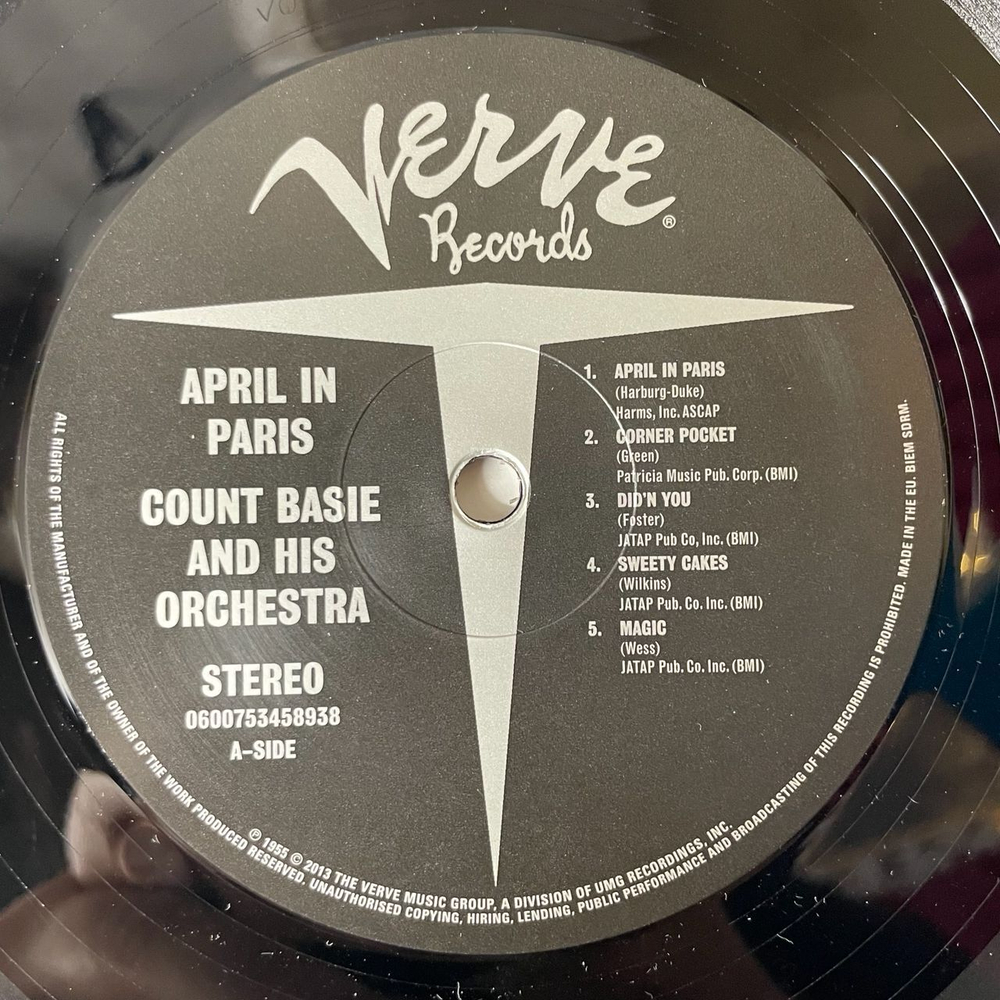 Verve
Records
®
APRIL IN
PARIS
COUNT BASIE
AND HIS
ORCHESTRA
STEREO
0600753458938
A-SIDE
1. APRIL IN PARIS
(Harburg-Duke)
Harms, Inc. ASCAP
2. CORNER POCKET
(Green)
Patricia Music Pub. Corp. (BMI)
3. DID'N YOU
(Foster)
JATAP Pub Co, Inc. (BMI)
4. SWEETY CAKES
(Wilkins)
JATAP Pub. Co. Inc. (BMI)
5. MAGIC
(Wess)
JATAP Pub. Co. Inc. (BMI)
℗ 1955 © 2013 THE VERVE MUSIC GROUP, A DIVISION OF UMG RECORDINGS, INC.
ALL RIGHTS OF THE MANUFACTURER AND OF THE OWNER OF THE WORK PRODUCED RESERVED. UNAUTHORISED COPYING, HIRING, LENDING, PUBLIC PERFORMANCE AND BROADCASTING OF THIS RECORDING IS PROHIBITED. MADE IN THE EU. BIEM SDRM.